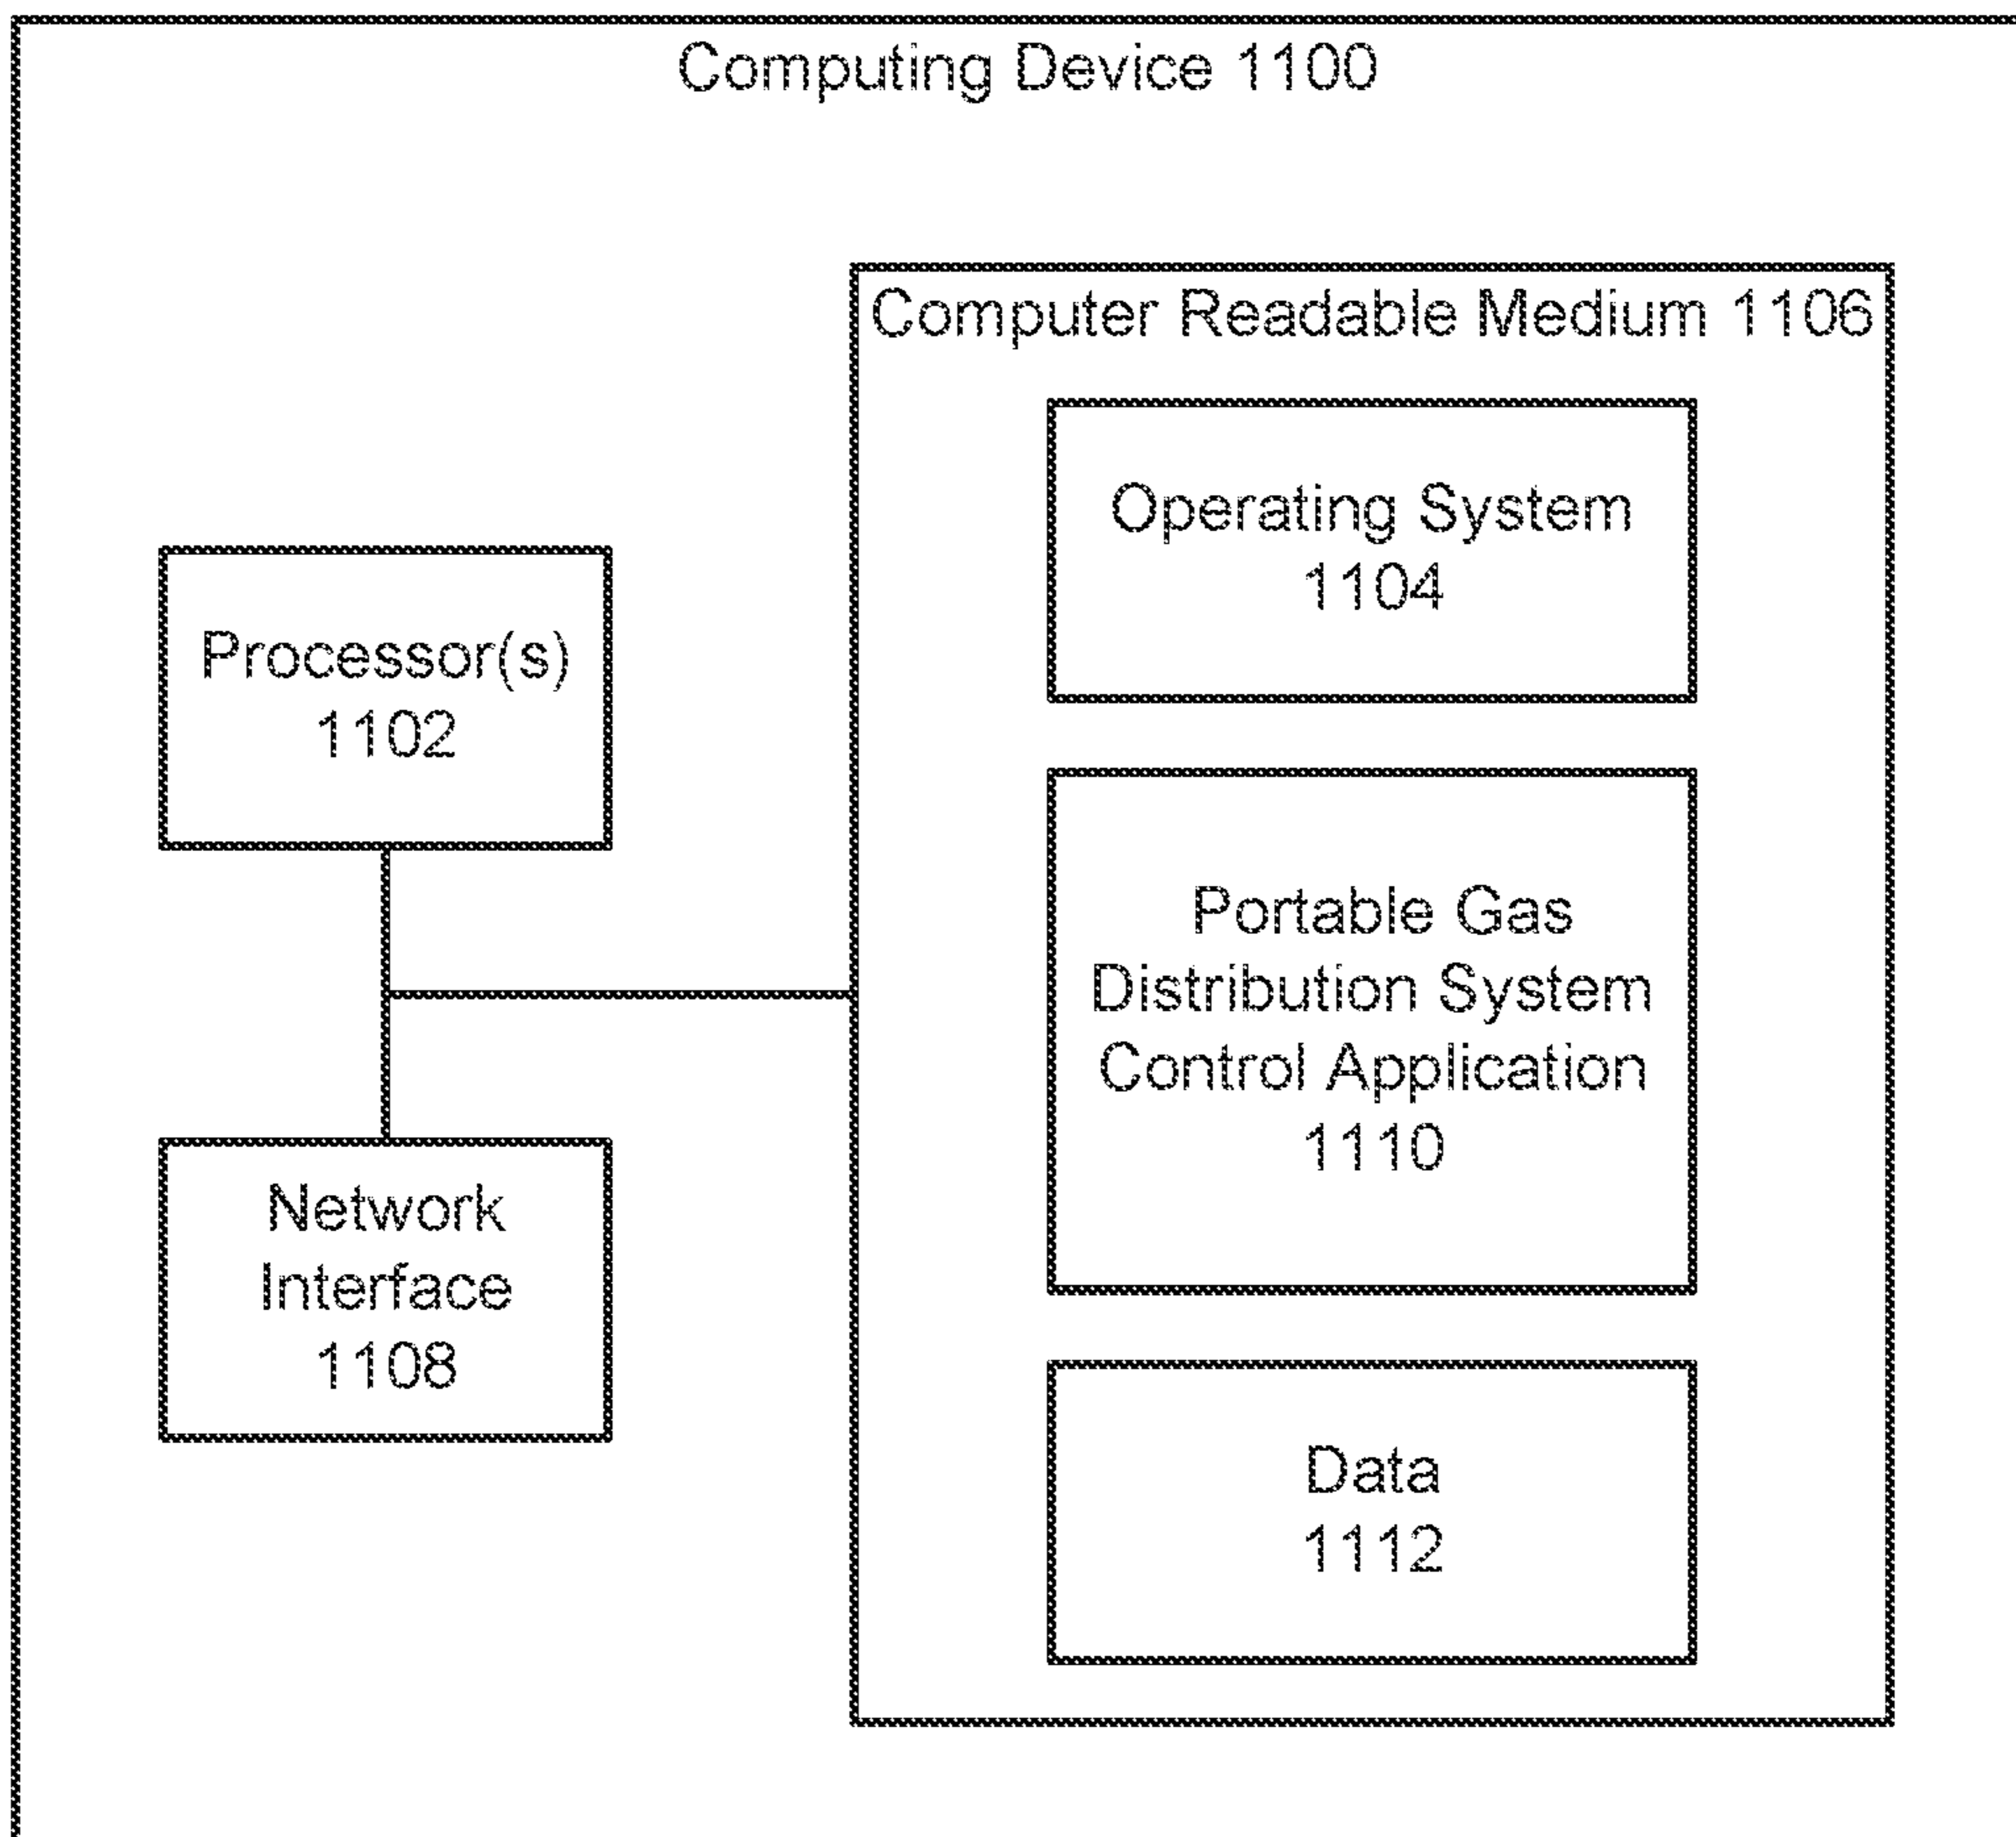 Computing Device 1100
Computer Readable Medium 1106
Operating System
1104
Processor(s)
1102
Portable Gas
Distribution System
Control Application
1110
Network
Interface
1108
Data
1112